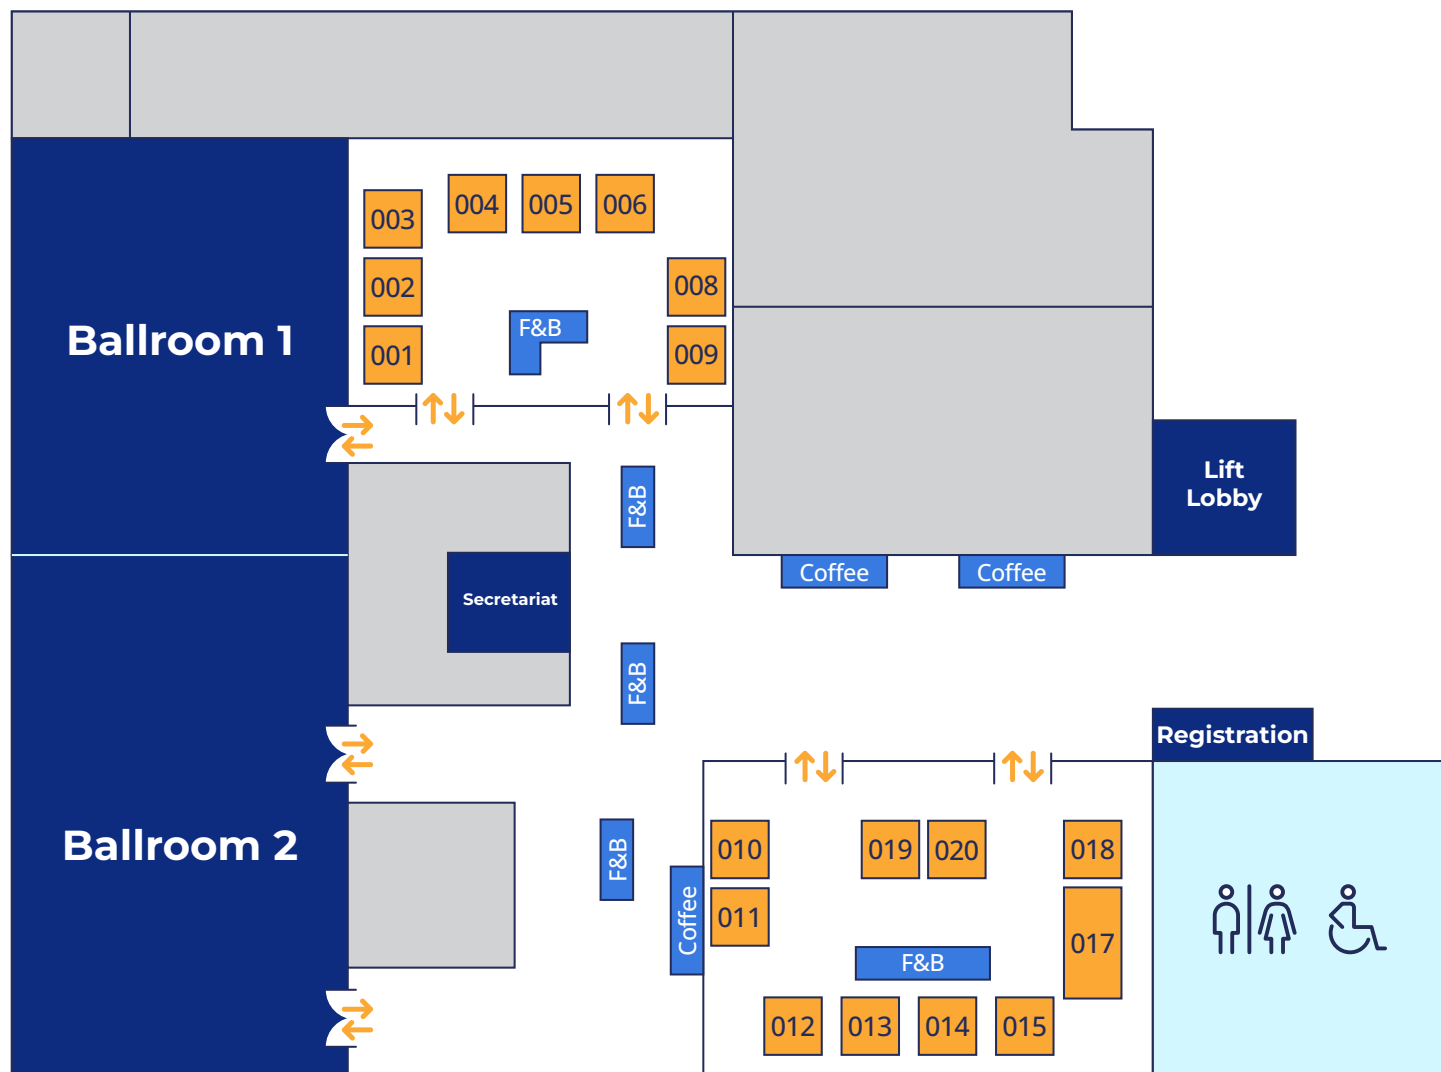 003
004
005
006
002
008
Ballroom 1
F&B
001
009
Lift
Lobby
F&B
Coffee
Coffee
Secretariat
F&B
Registration
Ballroom 2
F&B
010
019
020
018
Coffee
011
017
F&B
012
013
014
015